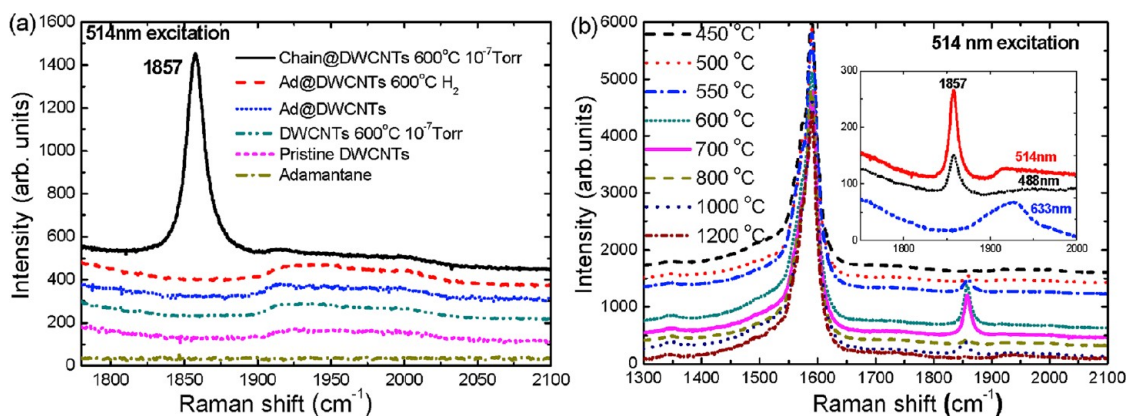 (a)
1600
1400
1200
1000
800
600
400
200
0
Intensity (arb. units)
514nm excitation
1857
Chain@DWCNTs 600°C 10⁻⁷Torr
Ad@DWCNTs 600°C H₂
Ad@DWCNTs
DWCNTs 600°C 10⁻⁷Torr
Pristine DWCNTs
Adamantane
1800 1850 1900 1950 2000 2050 2100
Raman shift (cm⁻¹)
(b)
6000
5000
4000
3000
2000
1000
0
Intensity (arb. units)
450 °C
500 °C
550 °C
600 °C
700 °C
800 °C
1000 °C
1200 °C
514 nm excitation
300
200
100
0
1857
514nm
488nm
633nm
1800 1900 2000
1300 1400 1500 1600 1700 1800 1900 2000 2100
Raman shift (cm⁻¹)